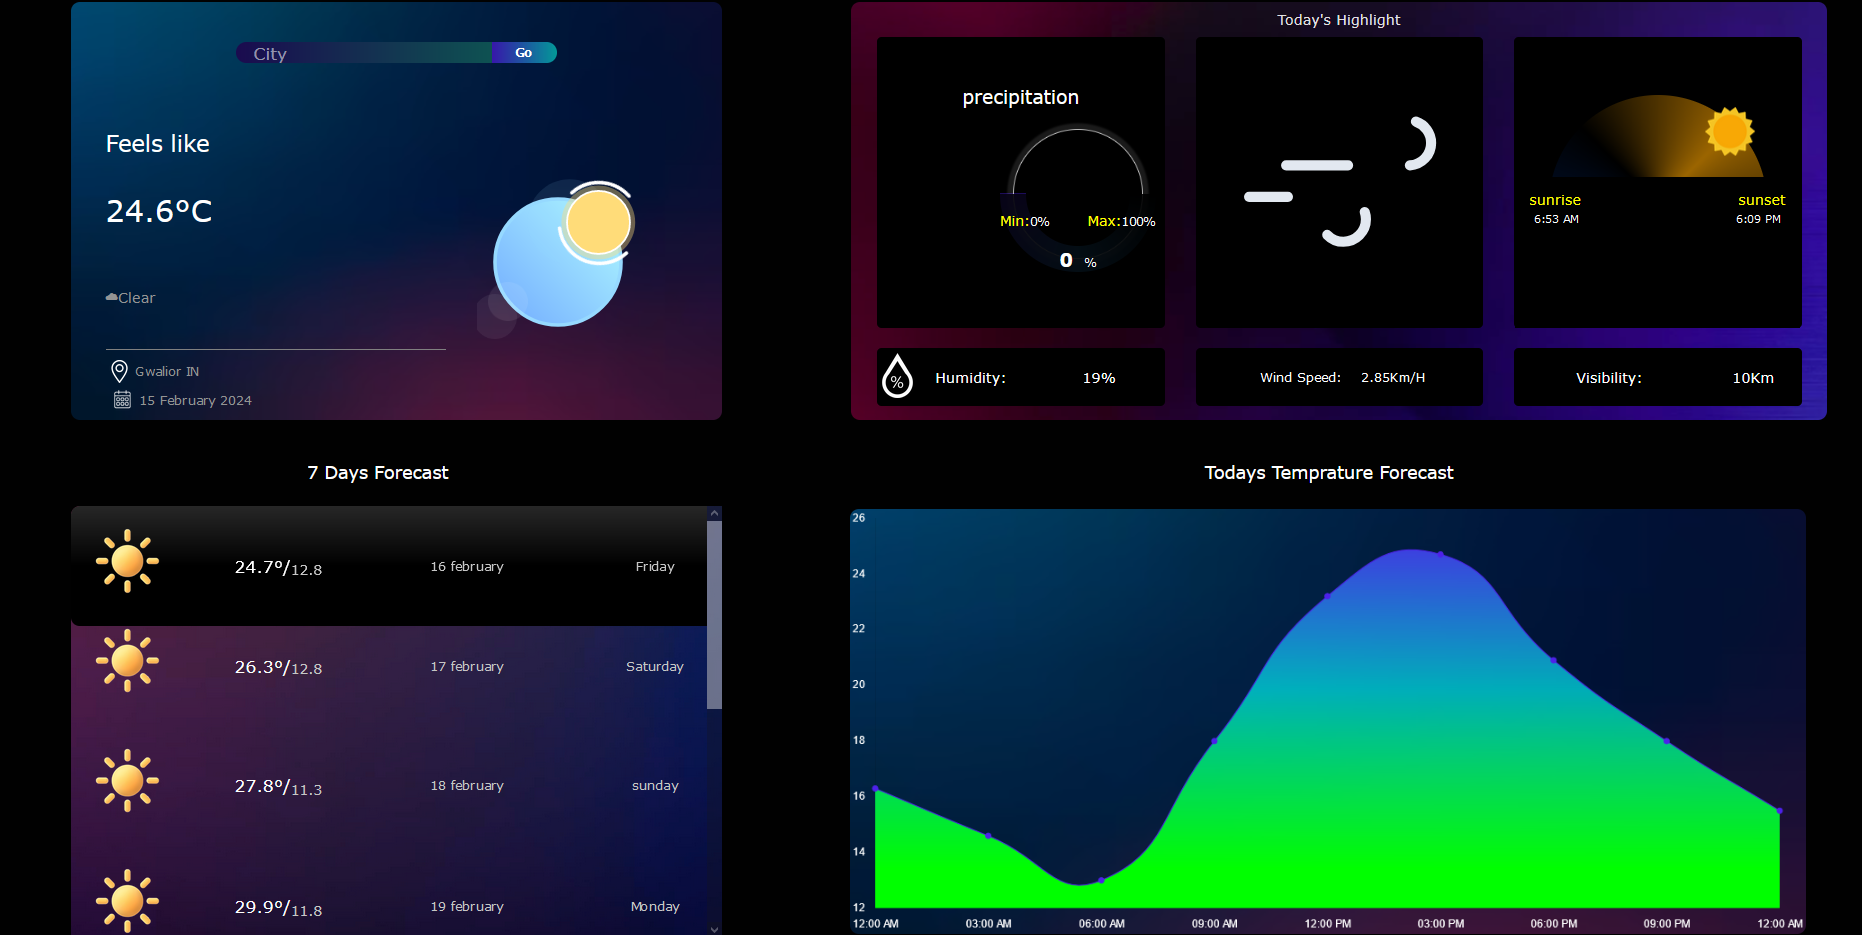 City
Go
Feels like
24.6°C
Clear
Gwalior IN
15 February 2024
Today's Highlight
precipitation
Min:0% Max:100%
0 %
sunrise
6:53 AM
sunset
6:09 PM
%
Humidity: 19%
Wind Speed: 2.85Km/H
Visibility: 10Km
7 Days Forecast
24.7º/12.8 16 february Friday
26.3º/12.8 17 february Saturday
27.8º/11.3 18 february sunday
29.9º/11.8 19 february Monday
Todays Temprature Forecast
26
24
22
20
18
16
14
12
12:00 AM 03:00 AM 06:00 AM 09:00 AM 12:00 PM 03:00 PM 06:00 PM 09:00 PM 12:00 AM